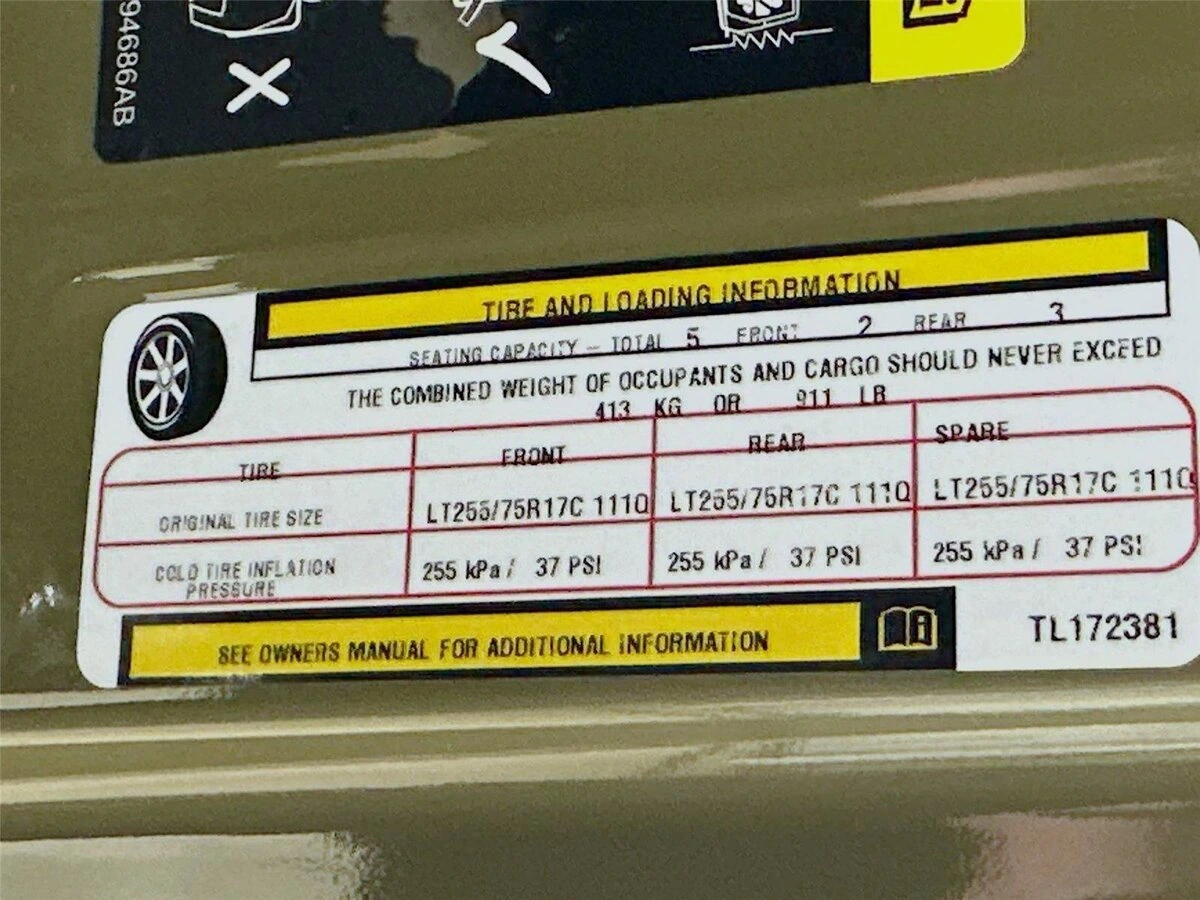 94686AB
TIRE AND LOADING INFORMATION
SEATING CAPACITY – TOTAL 5 FRONT 2 REAR 3
THE COMBINED WEIGHT OF OCCUPANTS AND CARGO SHOULD NEVER EXCEED
413 KG OR 911 LB
TIRE FRONT REAR SPARE
ORIGINAL TIRE SIZE LT255/75R17C 111Q LT255/75R17C 111Q LT255/75R17C 111Q
COLD TIRE INFLATION
PRESSURE 255 kPa / 37 PSI 255 kPa / 37 PSI 255 kPa / 37 PSI
SEE OWNERS MANUAL FOR ADDITIONAL INFORMATION
TL172381